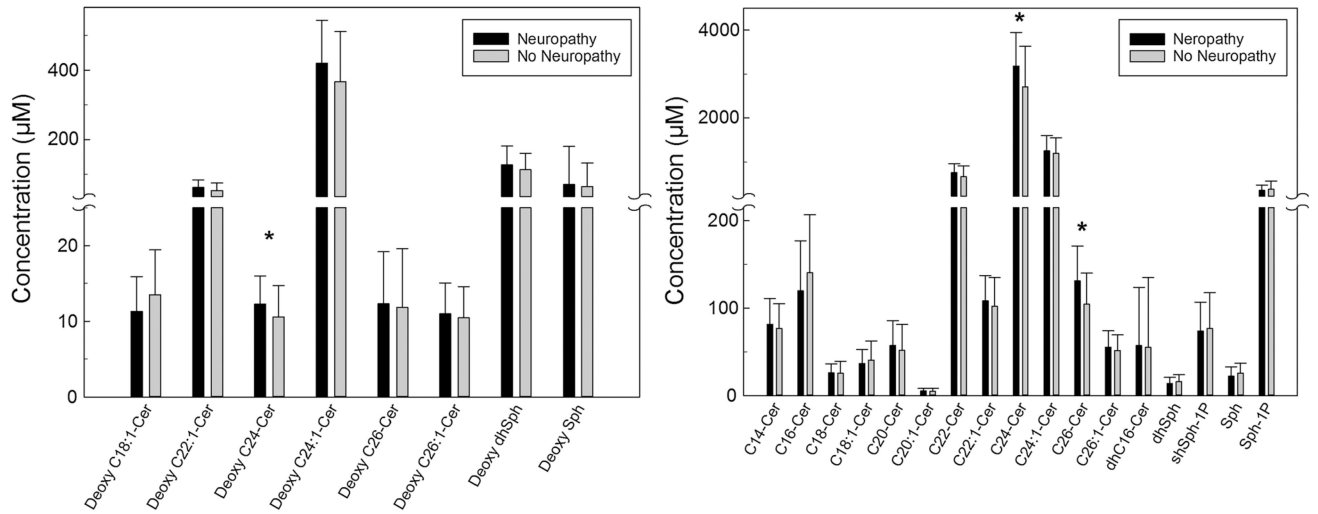 Concentration (µM)
400
200
20
10
0
Neuropathy
No Neuropathy
*
Deoxy C18:1-Cer
Deoxy C22:1-Cer
Deoxy C24-Cer
Deoxy C24:1-Cer
Deoxy C26-Cer
Deoxy C26:1-Cer
Deoxy dhSph
Deoxy Sph
Concentration (µM)
4000
2000
200
100
0
Neropathy
No Neuropathy
*
*
C14-Cer
C16-Cer
C18-Cer
C18:1-Cer
C20-Cer
C20:1-Cer
C22-Cer
C22:1-Cer
C24-Cer
C24:1-Cer
C26-Cer
C26:1-Cer
dhC16-Cer
dhSph
shSph-1P
Sph
Sph-1P